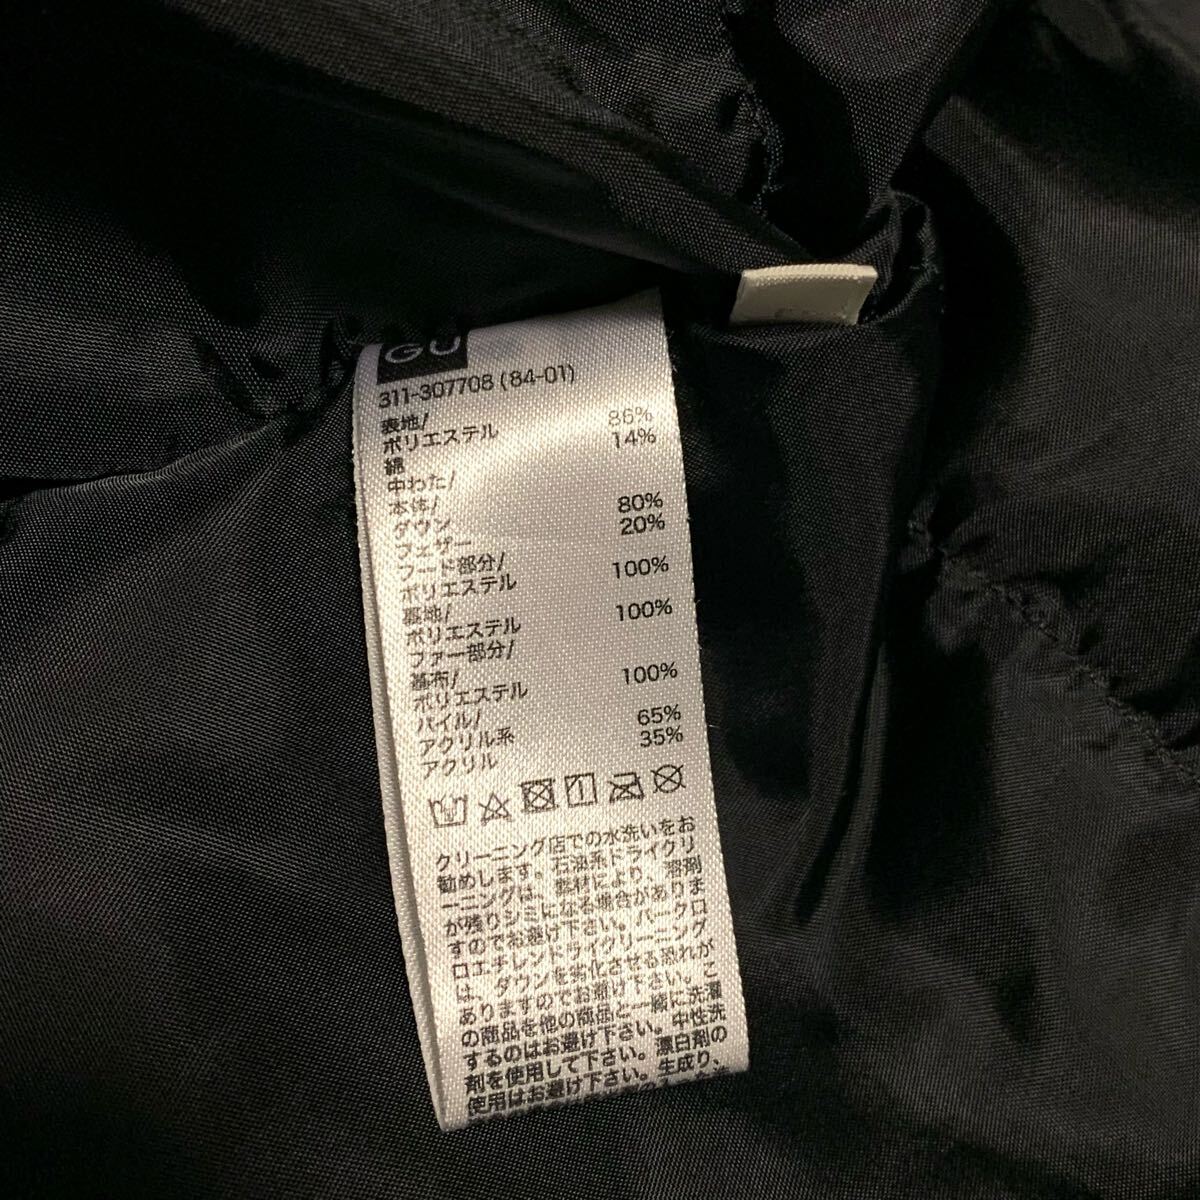 GU
311-307708 (84-01)
表地/
ポリエステル 86%
綿 14%
中わた/
本体/
ダウン 80%
フェザー 20%
フード部分/
ポリエステル 100%
裏地/
ポリエステル 100%
ファー部分/
基布/
ポリエステル 100%
パイル/
アクリル系 65%
アクリル 35%
クリーニング店での水洗いをお
勧めします。石油系ドライクリ
ーニングは、素材により、溶剤
が残りシミになる場合がありま
すのでお避け下さい。パークロ
ロエチレンドライクリーニング
は、ダウンを劣化させる恐れが
ありますのでお避け下さい。こ
の商品を他の商品と一緒に洗濯
するのはお避け下さい。中性洗
剤を使用して下さい。漂白剤の
使用はお避け下さい。生成り、